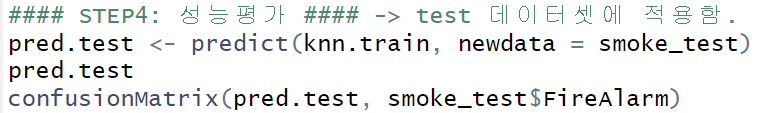 #### STEP4: 성능평가 #### -> test 데이터셋에 적용함.
pred.test <- predict(knn.train, newdata = smoke_test)
pred.test
confusionMatrix(pred.test, smoke_test$FireAlarm)